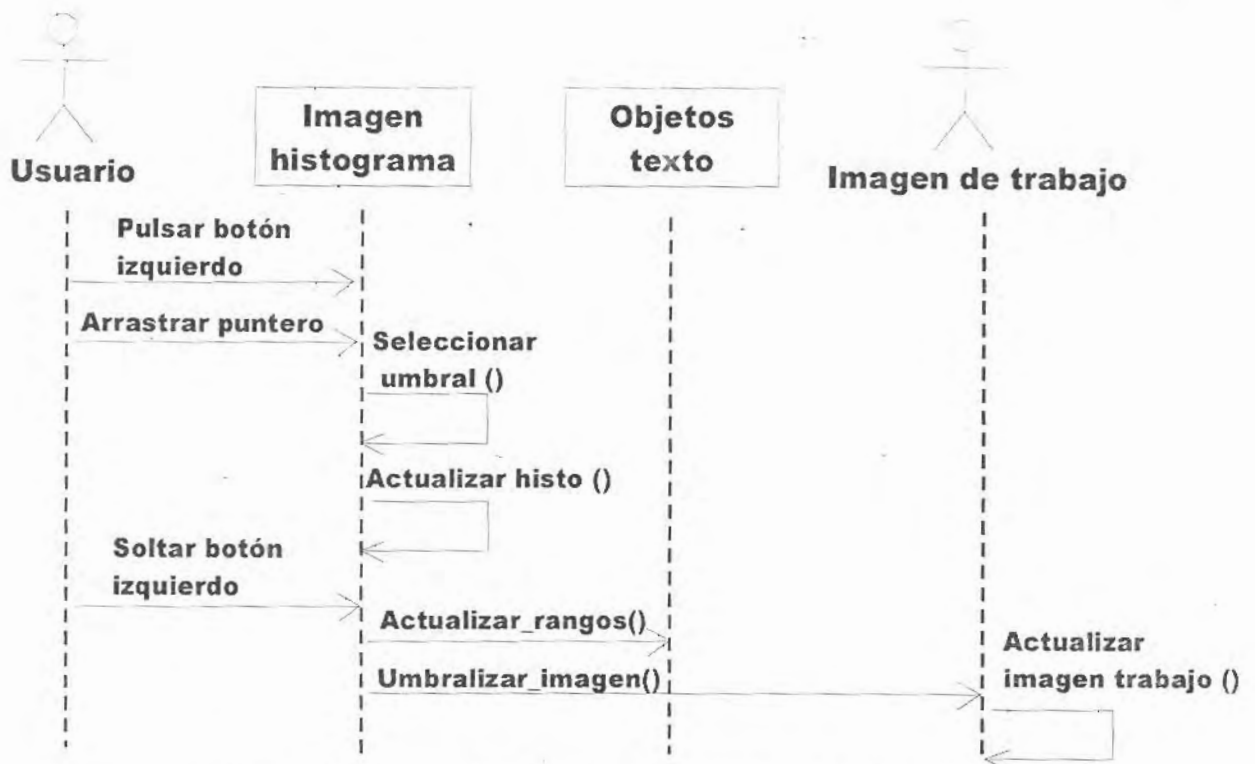 Imagen
histograma
Objetos
texto
Usuario
Imagen de trabajo
Pulsar botón
izquierdo
Arrastrar puntero
Seleccionar
umbral ()
Actualizar histo ()
Soltar botón
izquierdo
Actualizar_rangos()
Umbralizar_imagen()
Actualizar
imagen trabajo ()